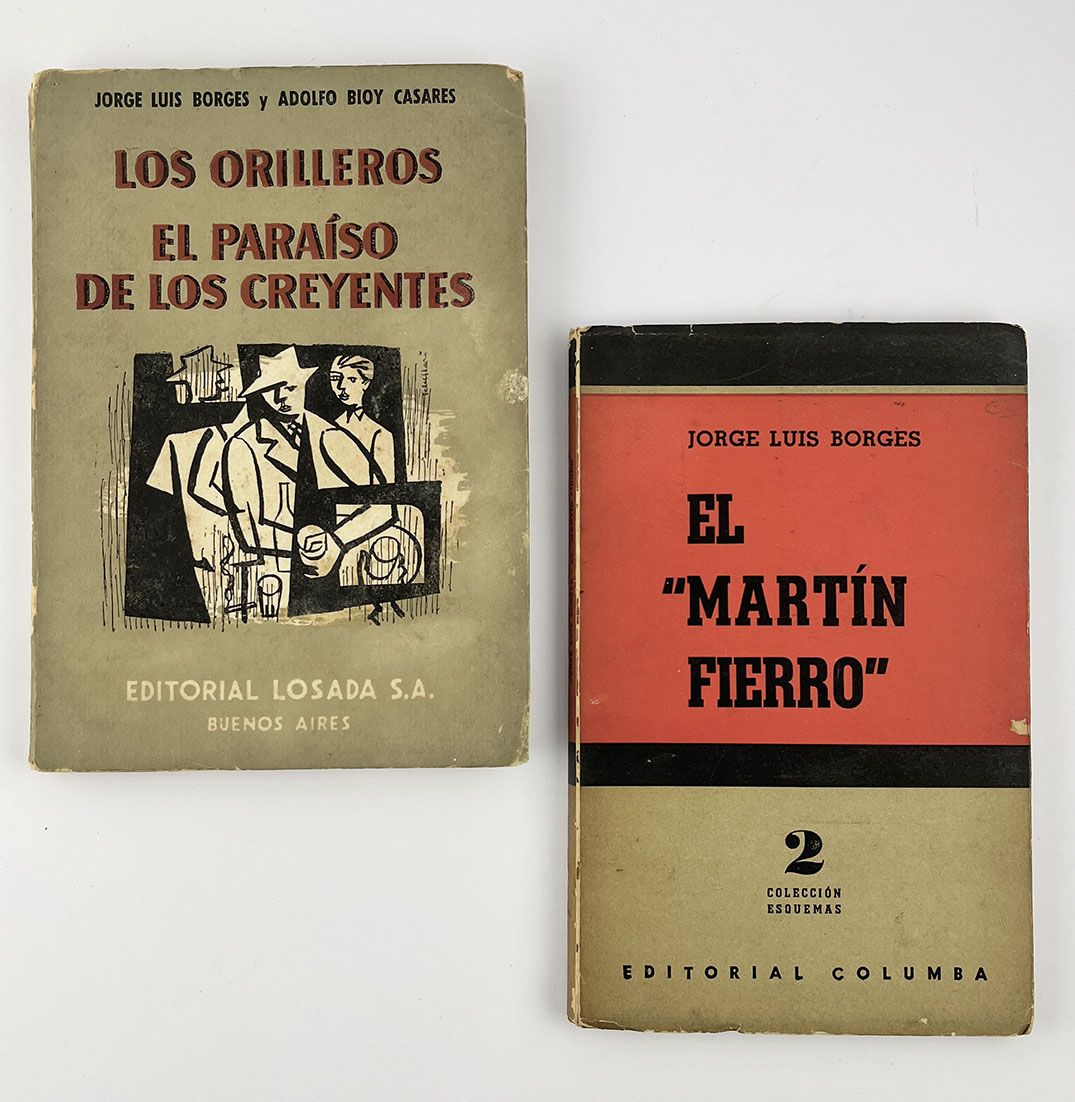 JORGE LUIS BORGES y ADOLFO BIOY CASARES
LOS ORILLEROS
EL PARAÍSO
DE LOS CREYENTES
EDITORIAL LOSADA S.A.
BUENOS AIRES
JORGE LUIS BORGES
EL
"MARTÍN
FIERRO"
2
COLECCIÓN
ESQUEMAS
EDITORIAL COLUMBA